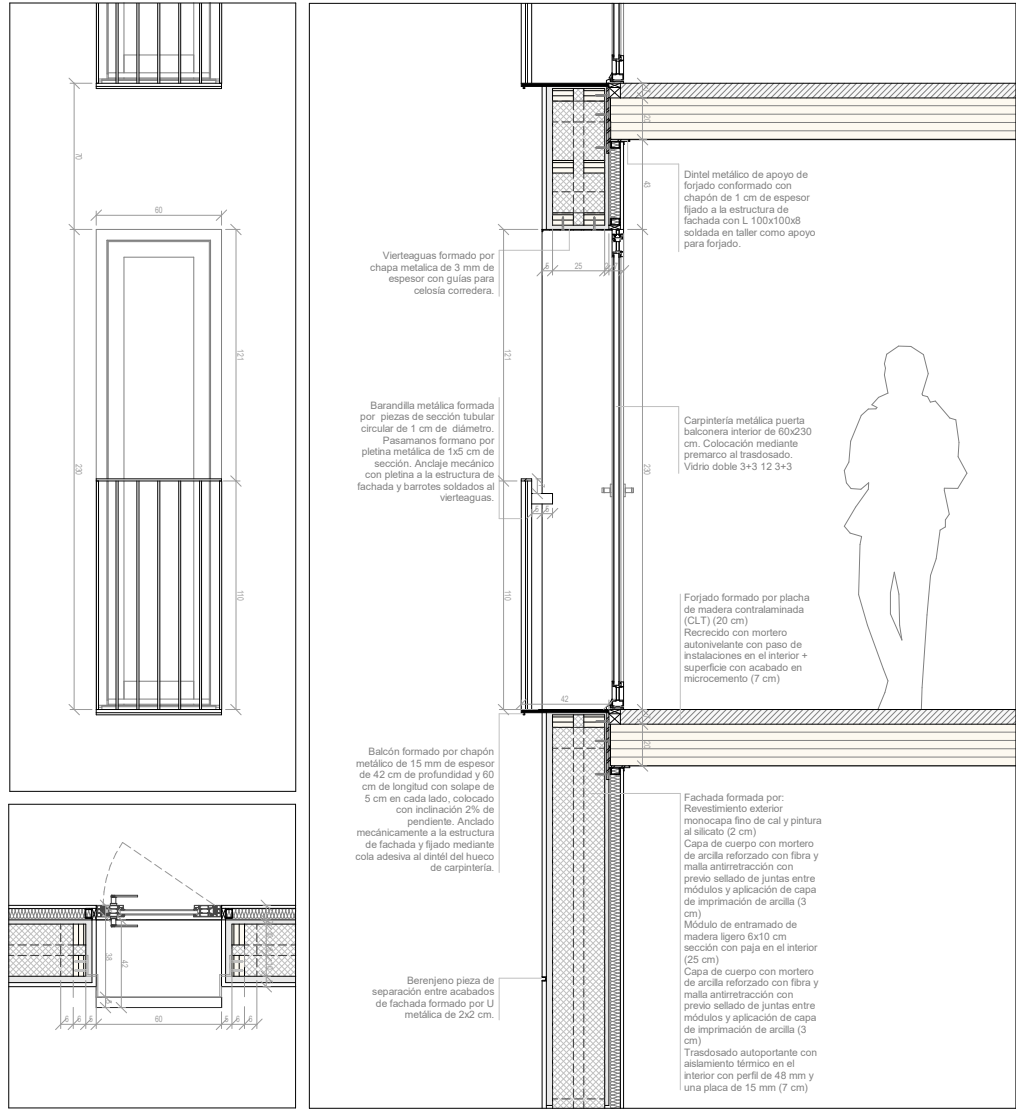 70
60
230
121
110
60
38
42
5
6
6
5
5
6
6
20
43
Dintel metálico de apoyo de
forjado conformado con
chapón de 1 cm de espesor
fijado a la estructura de
fachada con L 100x100x8
soldada en taller como apoyo
para forjado.
Vierteaguas formado por
chapa metalica de 3 mm de
espesor con guías para
celosía corredera.
5
25
121
230
Barandilla metálica formada
por piezas de sección tubular
circular de 1 cm de diámetro.
Pasamanos formano por
pletina metálica de 1x5 cm de
sección. Anclaje mecánico
con pletina a la estructura de
fachada y barrotes soldados al
vierteaguas.
Carpintería metálica puerta
balconera interior de 60x230
cm. Colocación mediante
premarco al trasdosado.
Vidrio doble 3+3 12 3+3
5
5
110
42
Forjado formado por placha
de madera contralaminada
(CLT) (20 cm)
Recrecido con mortero
autonivelante con paso de
instalaciones en el interior +
superficie con acabado en
microcemento (7 cm)
20
Balcón formado por chapón
metálico de 15 mm de espesor
de 42 cm de profundidad y 60
cm de longitud con solape de
5 cm en cada lado, colocado
con inclinación 2% de
pendiente. Anclado
mecánicamente a la estructura
de fachada y fijado mediante
cola adesiva al dintél del hueco
de carpintería.
Fachada formada por:
Revestimiento exterior
monocapa fino de cal y pintura
al silicato (2 cm)
Capa de cuerpo con mortero
de arcilla reforzado con fibra y
malla antirretracción con
previo sellado de juntas entre
módulos y aplicación de capa
de imprimación de arcilla (3
cm)
Módulo de entramado de
madera ligero 6x10 cm
sección con paja en el interior
(25 cm)
Capa de cuerpo con mortero
de arcilla reforzado con fibra y
malla antirretracción con
previo sellado de juntas entre
módulos y aplicación de capa
de imprimación de arcilla (3
cm)
Trasdosado autoportante con
aislamiento térmico en el
interior con perfil de 48 mm y
una placa de 15 mm (7 cm)
Berenjeno pieza de
separación entre acabados
de fachada formado por U
metálica de 2x2 cm.